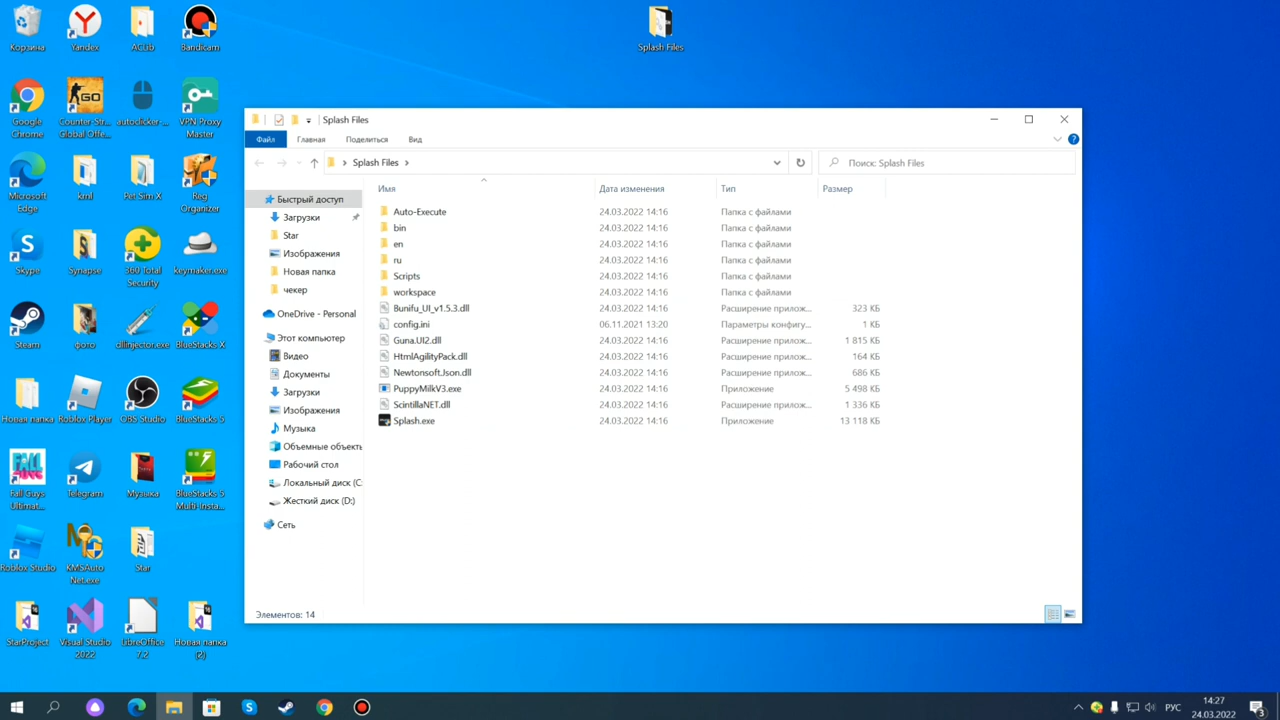 Корзина
Yandex
ACLib
Bandicam
Splash Files
Google
Chrome
Counter-Str...
Global Offe...
autoclicker-...
VPN Proxy
Master
Microsoft
Edge
kml
Pet Sim X
Reg
Organizer
Skype
Synapse
360 Total
Security
keymaker.exe
Steam
фото
dllinjector.exe
BlueStacks X
Новая папка
Roblox Player
OBS Studio
BlueStacks 5
Fall Guys
Ultimat...
Telegram
Музыка
BlueStacks 5
Multi-Insta...
Roblox Studio
KMSAuto
Net.exe
Star
StarProject
Visual Studio
2022
LibreOffice
7.2
Новая папка
(2)
Splash Files
Файл
Главная
Поделиться
Вид
Splash Files
Поиск: Splash Files
Быстрый доступ
Загрузки
Star
Изображения
Новая папка
чекер
OneDrive - Personal
Этот компьютер
Видео
Документы
Загрузки
Изображения
Музыка
Объемные объекты
Рабочий стол
Локальный диск (C:
Жесткий диск (D:)
Сеть
Имя Дата изменения Тип Размер
Auto-Execute 24.03.2022 14:16 Папка с файлами
bin 24.03.2022 14:16 Папка с файлами
en 24.03.2022 14:16 Папка с файлами
ru 24.03.2022 14:16 Папка с файлами
Scripts 24.03.2022 14:16 Папка с файлами
workspace 24.03.2022 14:16 Папка с файлами
Bunifu_UI_v1.5.3.dll 24.03.2022 14:16 Расширение прилож... 323 КБ
config.ini 06.11.2021 13:20 Параметры конфигу... 1 КБ
Guna.UI2.dll 24.03.2022 14:16 Расширение прилож... 1 815 КБ
HtmlAgilityPack.dll 24.03.2022 14:16 Расширение прилож... 164 КБ
Newtonsoft.Json.dll 24.03.2022 14:16 Расширение прилож... 686 КБ
PuppyMilkV3.exe 24.03.2022 14:16 Приложение 5 498 КБ
ScintillaNET.dll 24.03.2022 14:16 Расширение прилож... 1 336 КБ
Splash.exe 24.03.2022 14:16 Приложение 13 118 КБ
Элементов: 14
РУС
14:27
24.03.2022
3